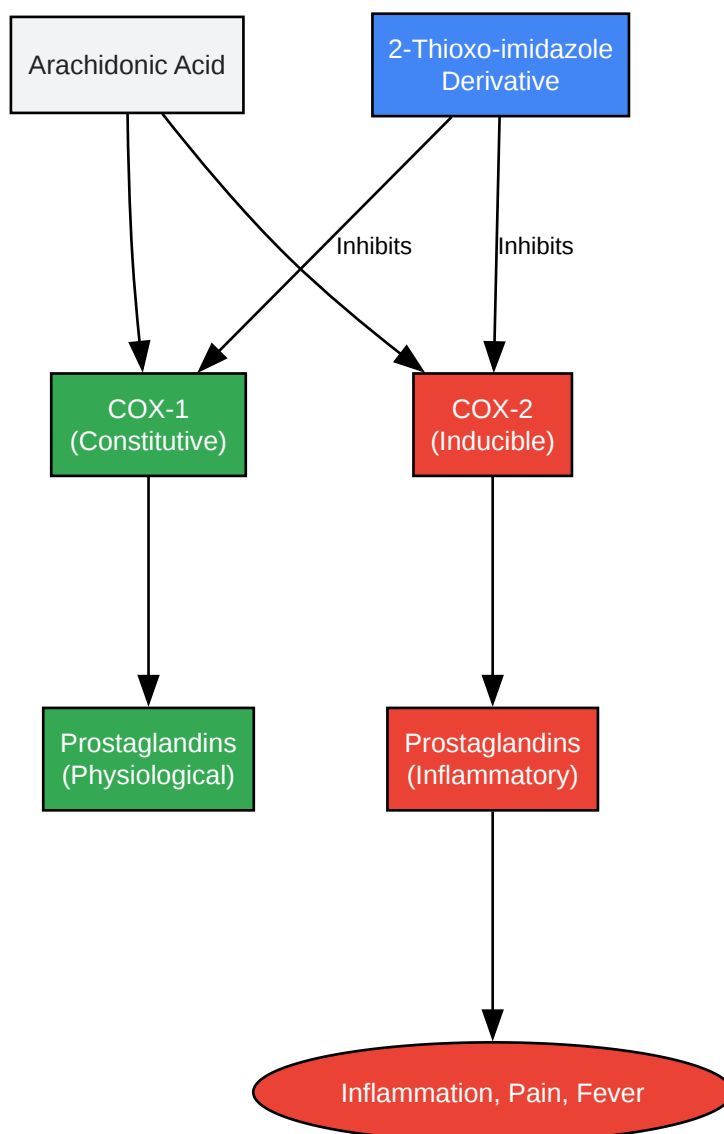 Arachidonic Acid
2-Thioxo-imidazole
Derivative
Inhibits
Inhibits
COX-1
(Constitutive)
COX-2
(Inducible)
Prostaglandins
(Physiological)
Prostaglandins
(Inflammatory)
Inflammation, Pain, Fever